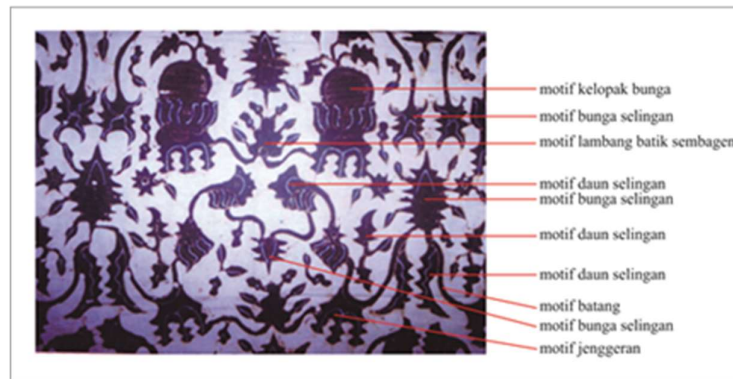 motif kelopak bunga
motif bunga selingan
motif lambang batik sembagen
motif daun selingan
motif bunga selingan
motif daun selingan
motif daun selingan
motif batang
motif bunga selingan
motif jenggeran